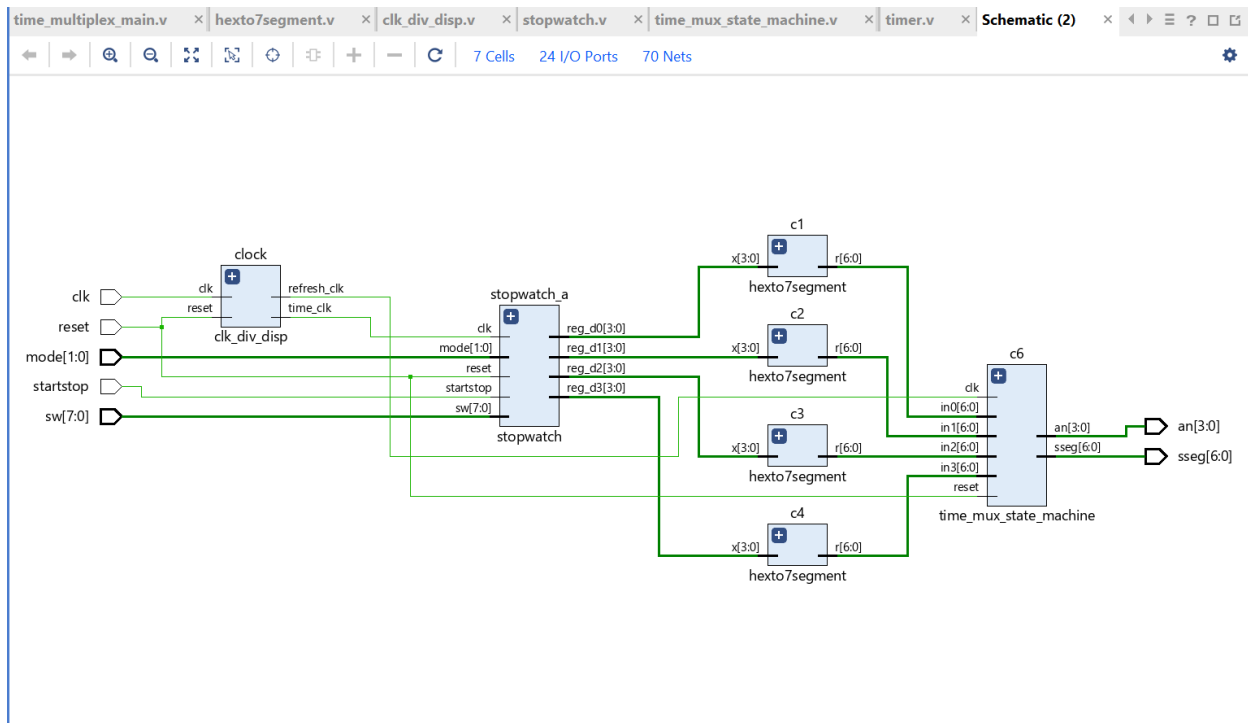 time_multiplex_main.v
hexto7segment.v
clk_div_disp.v
stopwatch.v
time_mux_state_machine.v
timer.v
Schematic (2)
7 Cells
24 I/O Ports
70 Nets
clk
reset
mode[1:0]
startstop
sw[7:0]
clock
clk
reset
refresh_clk
time_clk
clk_div_disp
stopwatch_a
clk
mode[1:0]
reset
startstop
sw[7:0]
reg_d0[3:0]
reg_d1[3:0]
reg_d2[3:0]
reg_d3[3:0]
stopwatch
c1
x[3:0]
r[6:0]
hexto7segment
c2
x[3:0]
r[6:0]
hexto7segment
c3
x[3:0]
r[6:0]
hexto7segment
c4
x[3:0]
r[6:0]
hexto7segment
c6
clk
in0[6:0]
in1[6:0]
in2[6:0]
in3[6:0]
reset
an[3:0]
sseg[6:0]
time_mux_state_machine
an[3:0]
sseg[6:0]